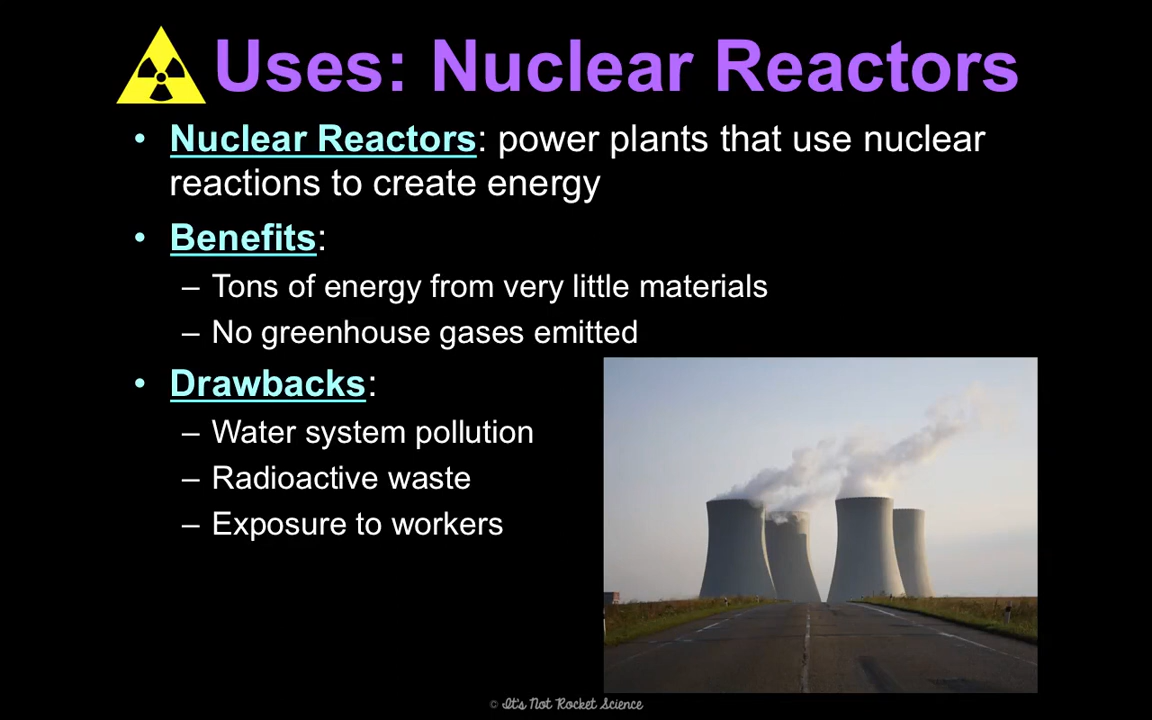 Uses: Nuclear Reactors
• Nuclear Reactors: power plants that use nuclear
reactions to create energy
• Benefits:
– Tons of energy from very little materials
– No greenhouse gases emitted
• Drawbacks:
– Water system pollution
– Radioactive waste
– Exposure to workers
© It's Not Rocket Science